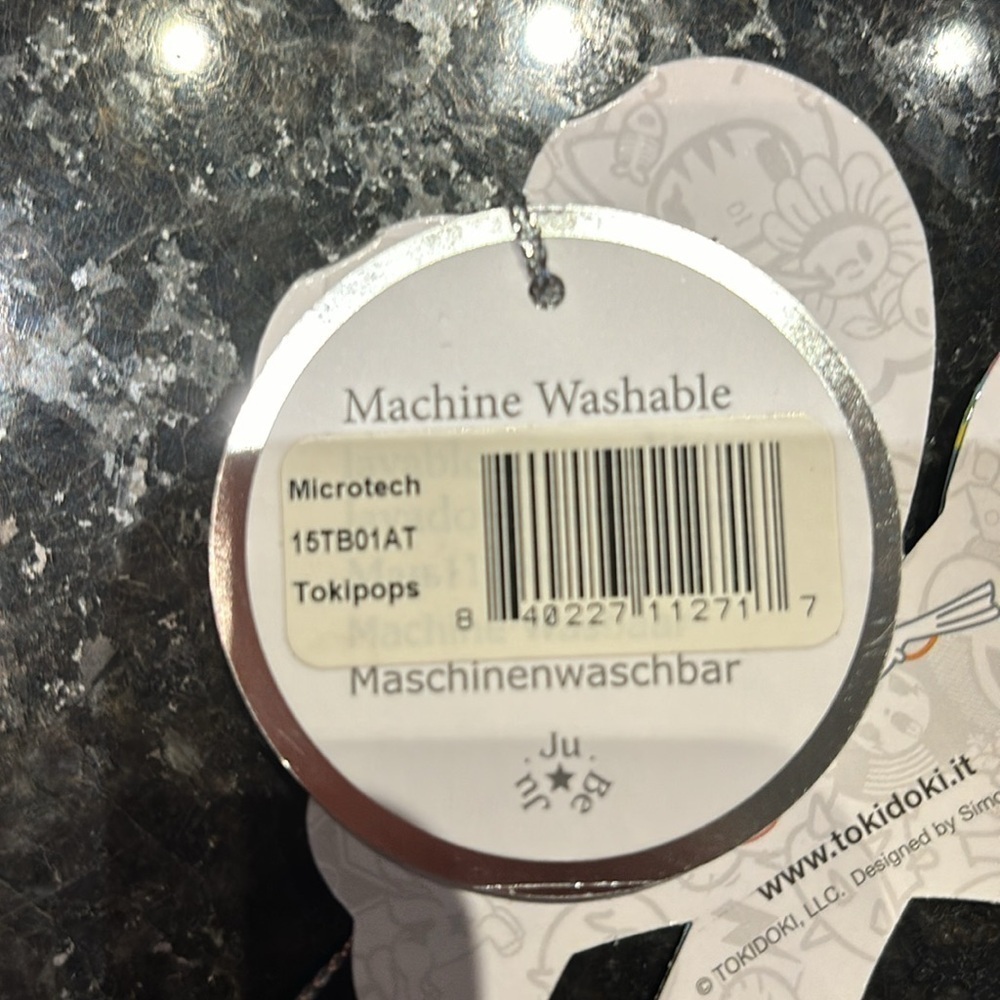 Machine Washable
Microtech
15TB01AT
Tokipops
8 40227 11271 7
Maschinenwaschbar
Ju
Ju
Be
www.tokidoki.it
© TOKIDOKI, LLC. Designed by Simo